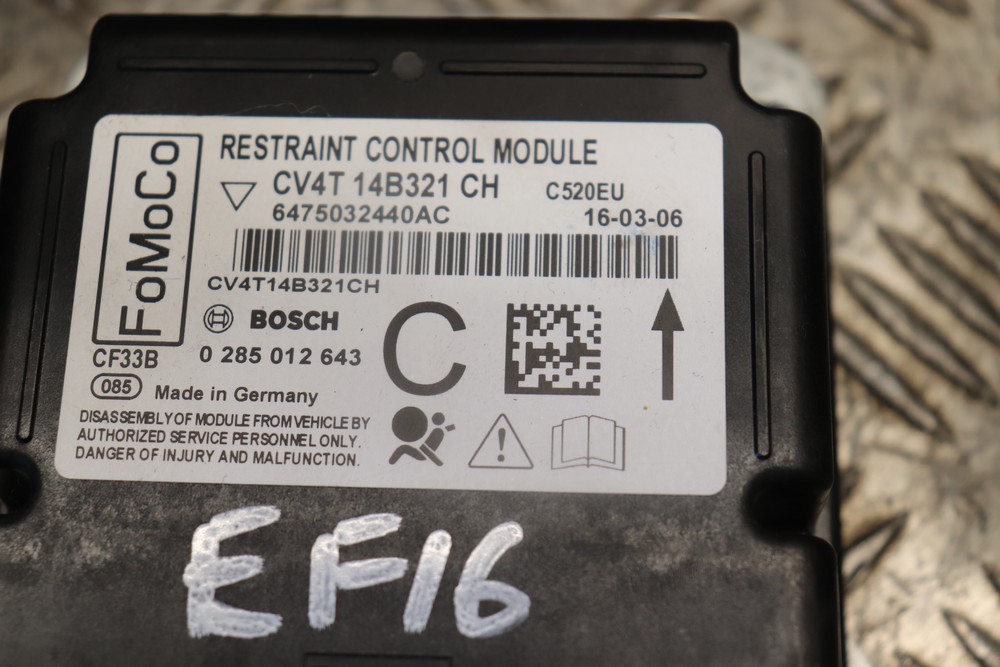 FoMoCo
RESTRAINT CONTROL MODULE
CV4T 14B321 CH C520EU
6475032440AC 16-03-06
CV4T14B321CH
BOSCH
C
CF33B 0 285 012 643
085 Made in Germany
DISASSEMBLY OF MODULE FROM VEHICLE BY
AUTHORIZED SERVICE PERSONNEL ONLY.
DANGER OF INJURY AND MALFUNCTION.
EF16